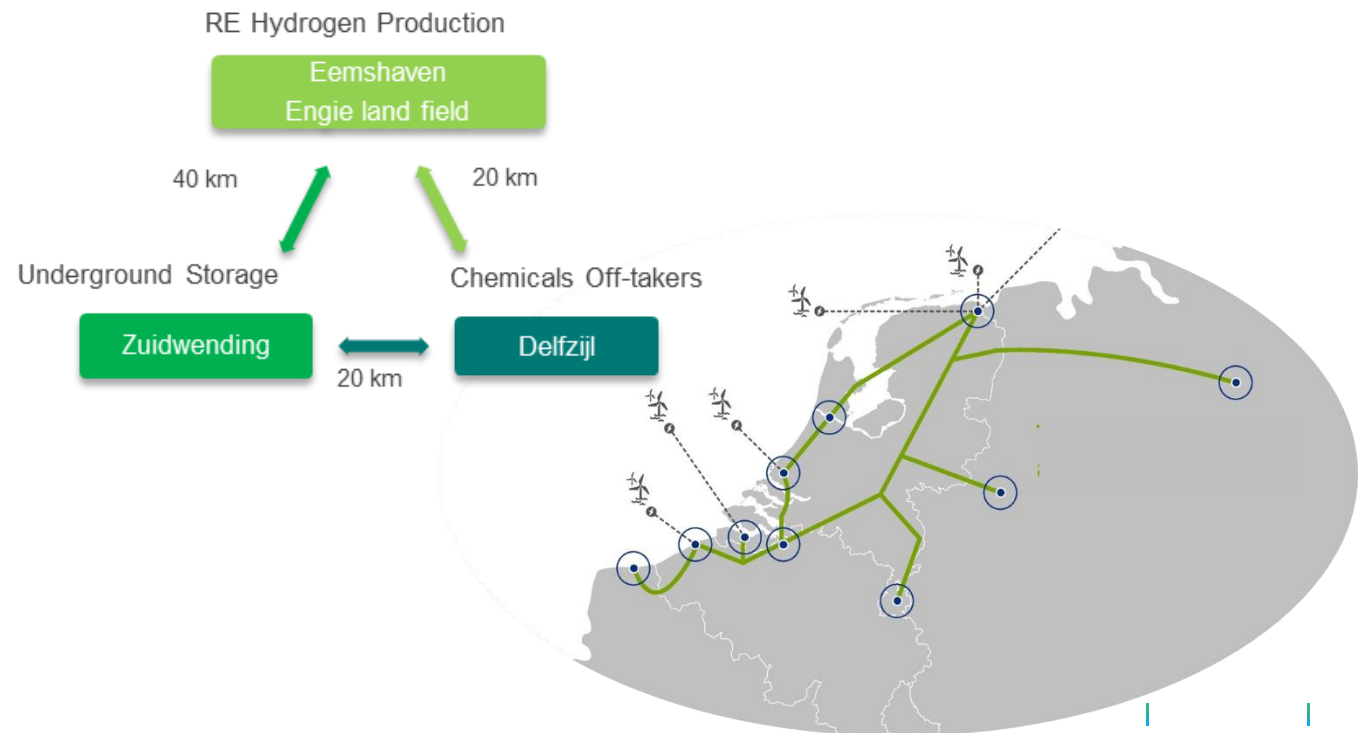 RE Hydrogen Production
Eemshaven
Engie land field
40 km
20 km
Underground Storage
Chemicals Off-takers
Zuidwending
Delfzijl
20 km